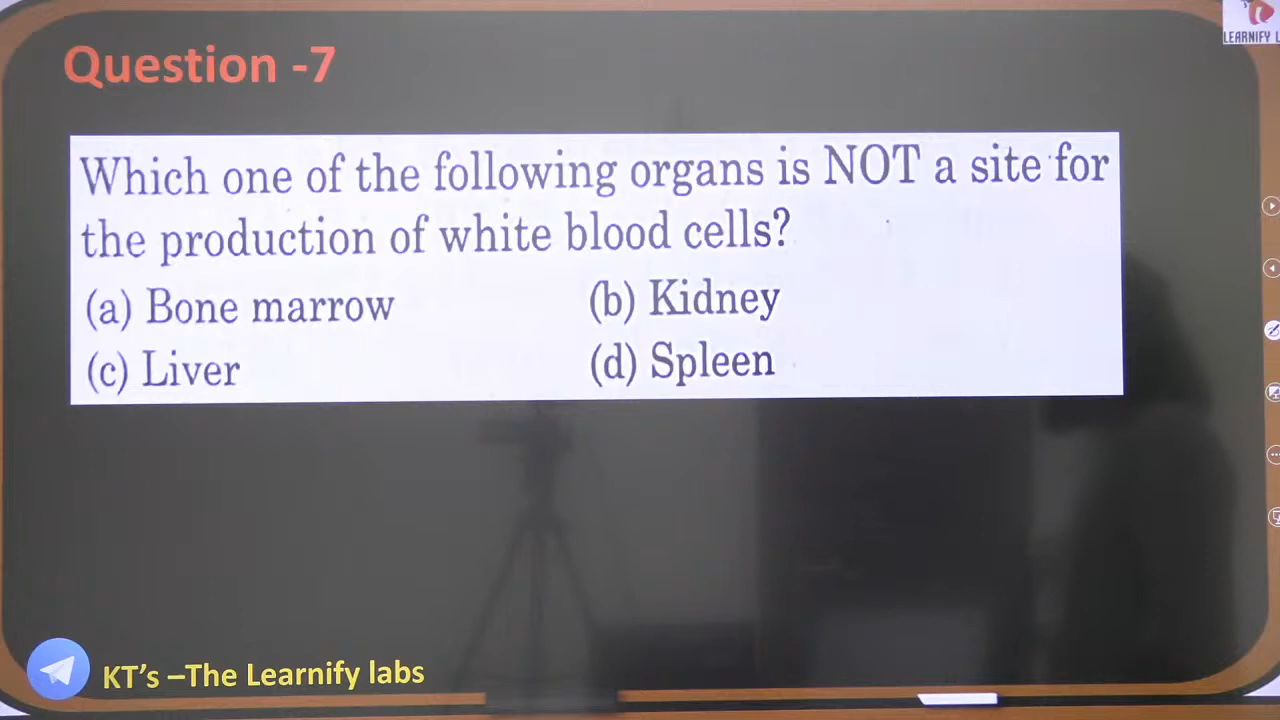 LEARNIFY L
Question -7
Which one of the following organs is NOT a site for
the production of white blood cells?
(a) Bone marrow
(b) Kidney
(c) Liver
(d) Spleen
KT’s –The Learnify labs